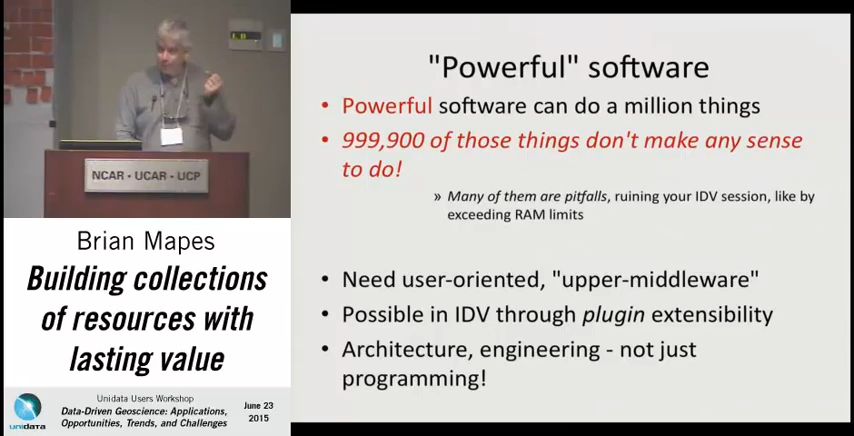 NCAR • UCAR • UCP
Brian Mapes
Building collections
of resources with
lasting value
unidata
Unidata Users Workshop
Data-Driven Geoscience: Applications,
Opportunities, Trends, and Challenges
June 23
2015
"Powerful" software
• Powerful software can do a million things
• 999,900 of those things don't make any sense
to do!
» Many of them are pitfalls, ruining your IDV session, like by
exceeding RAM limits
• Need user-oriented, "upper-middleware"
• Possible in IDV through plugin extensibility
• Architecture, engineering - not just
programming!